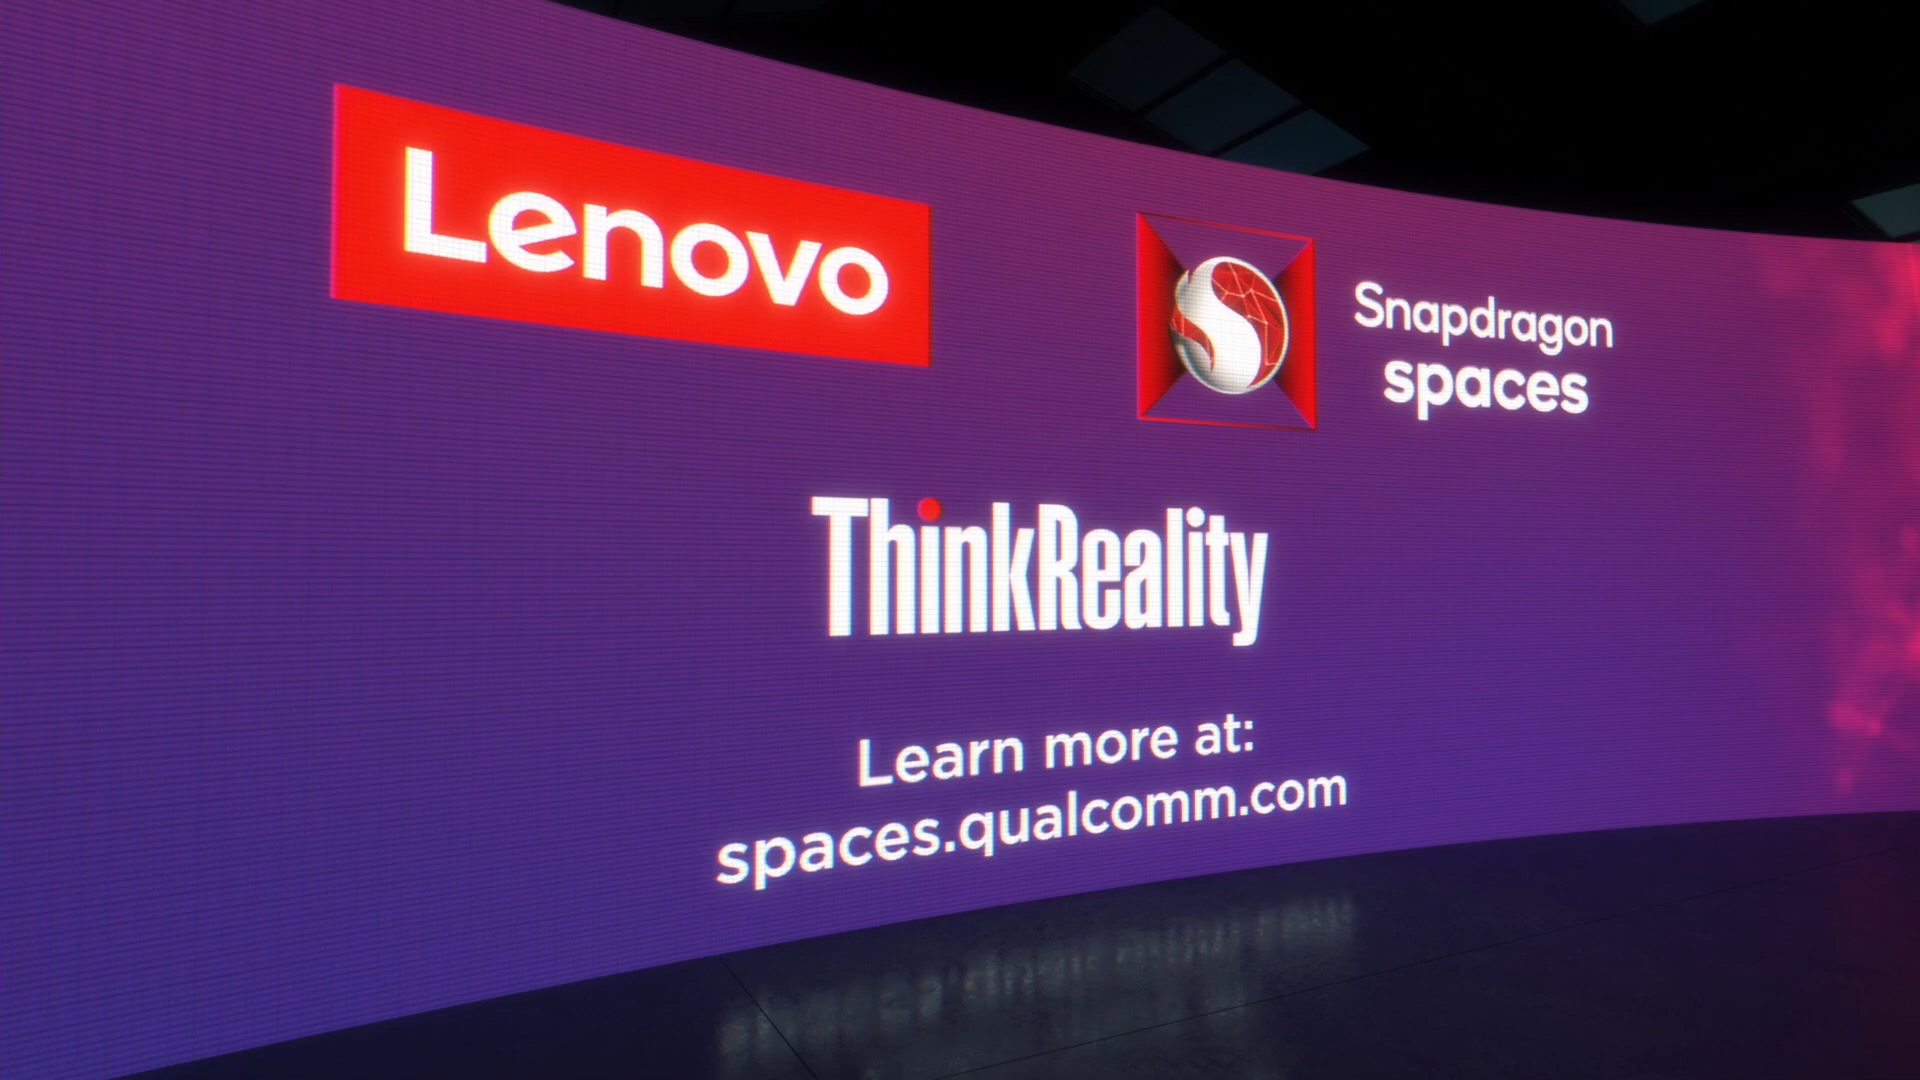 Lenovo
Snapdragon
spaces
ThinkReality
Learn more at:
spaces.qualcomm.com